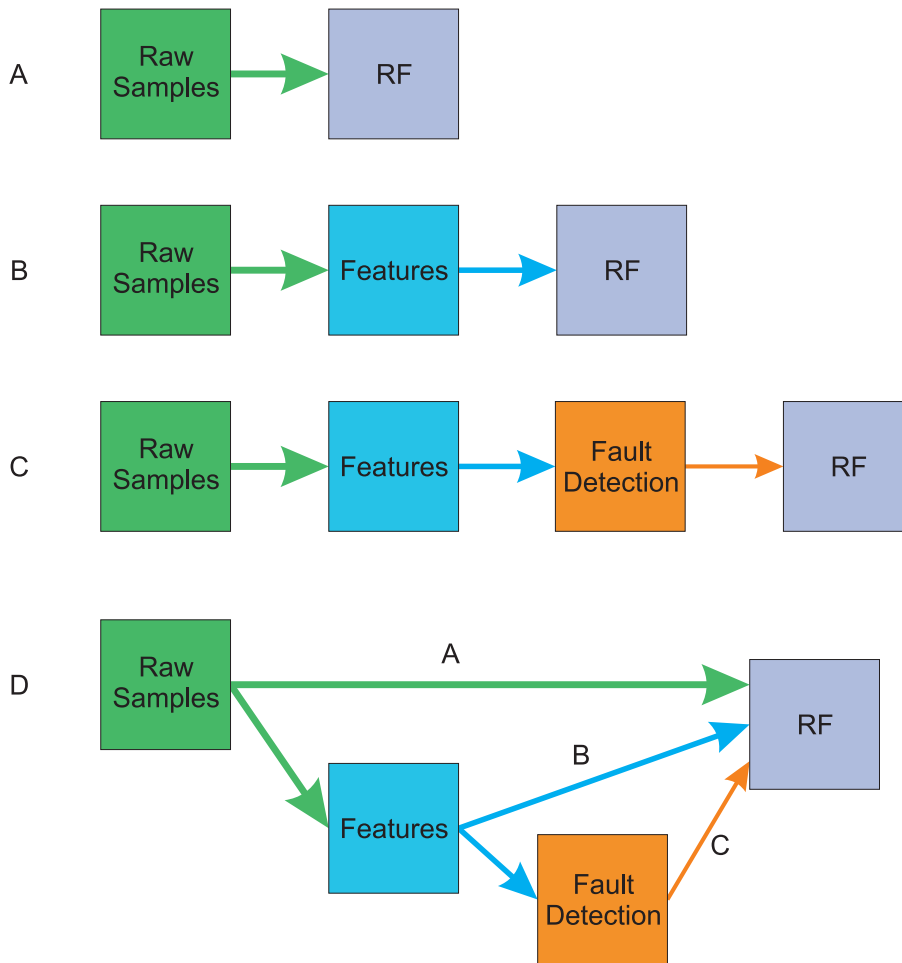 A
Raw
Samples
RF
B
Raw
Samples
Features
RF
C
Raw
Samples
Features
Fault
Detection
RF
D
Raw
Samples
A
RF
B
Features
C
Fault
Detection